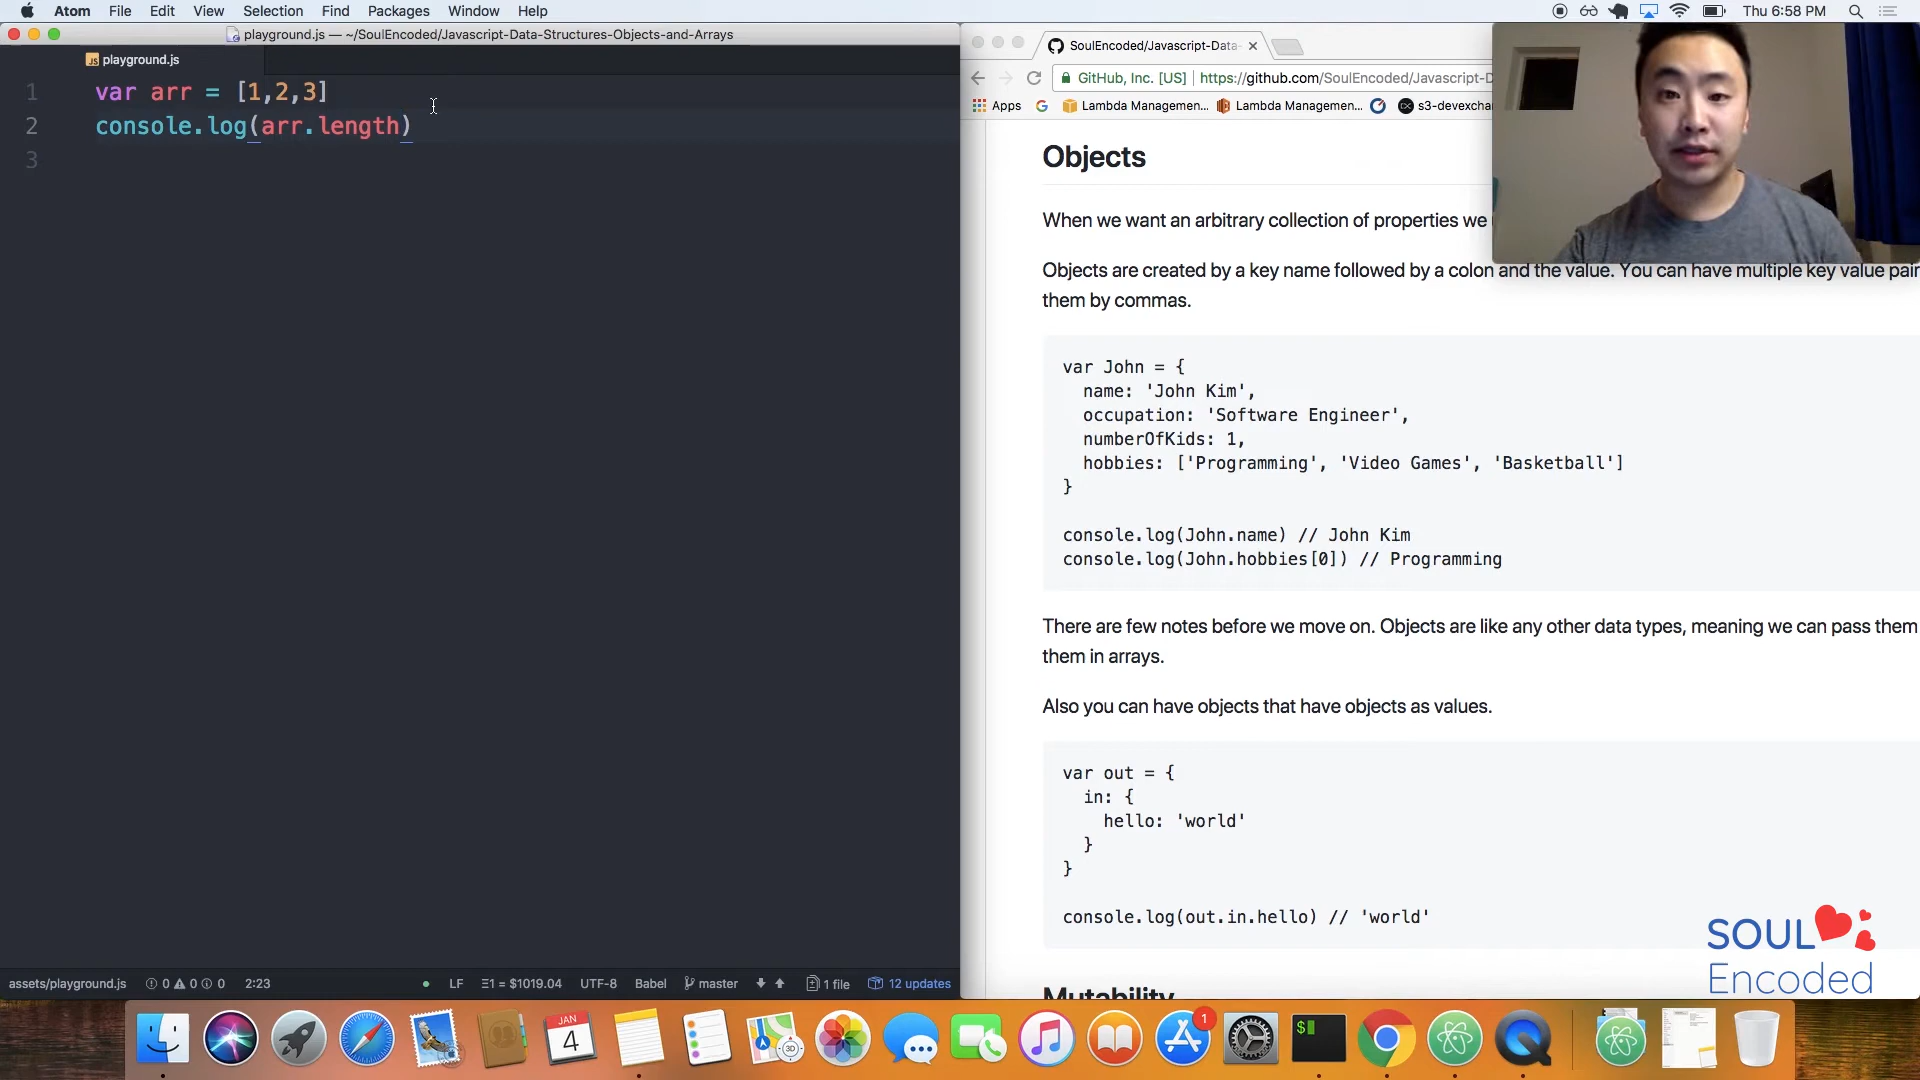 Atom File Edit View Selection Find Packages Window Help
Thu 6:58 PM
playground.js — ~/SoulEncoded/Javascript-Data-Structures-Objects-and-Arrays
playground.js
1 var arr = [1,2,3]
2 console.log(arr.length)
3
assets/playground.js 0 0 0 2:23 LF Ξ1 = $1019.04 UTF-8 Babel master 1 file 12 updates
SoulEncoded/Javascript-Data-
GitHub, Inc. [US] https://github.com/SoulEncoded/Javascript-D
Apps Lambda Managemen... Lambda Managemen... s3-devexchan
Objects
When we want an arbitrary collection of properties we
Objects are created by a key name followed by a colon and the value. You can have multiple key value pair
them by commas.
var John = {
name: 'John Kim',
occupation: 'Software Engineer',
numberOfKids: 1,
hobbies: ['Programming', 'Video Games', 'Basketball']
}
console.log(John.name) // John Kim
console.log(John.hobbies[0]) // Programming
There are few notes before we move on. Objects are like any other data types, meaning we can pass them
them in arrays.
Also you can have objects that have objects as values.
var out = {
in: {
hello: 'world'
}
}
console.log(out.in.hello) // 'world'
Mutability
SOUL
Encoded
JAN
4
3D
1
$